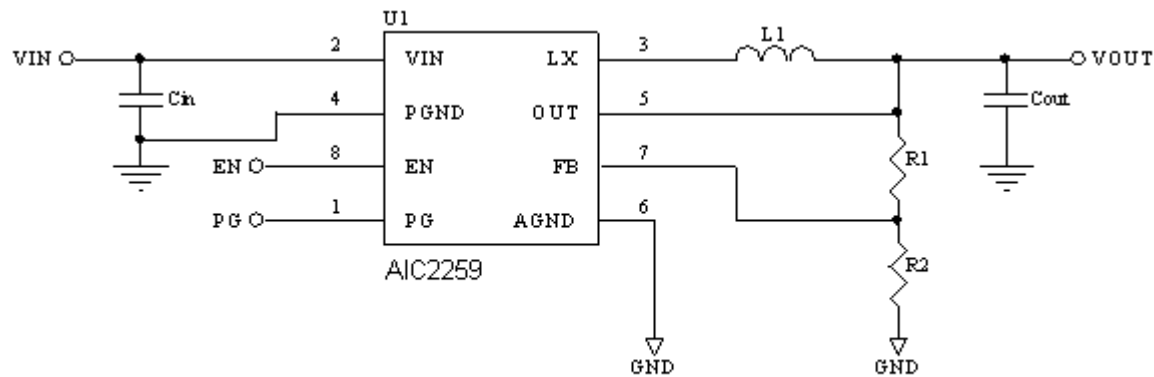 U1
VIN
2
VIN
LX
3
L1
VOUT
Cin
4
PGND
OUT
5
Cout
EN
8
EN
FB
7
R1
PG
1
PG
AGND
6
R2
AIC2259
GND
GND